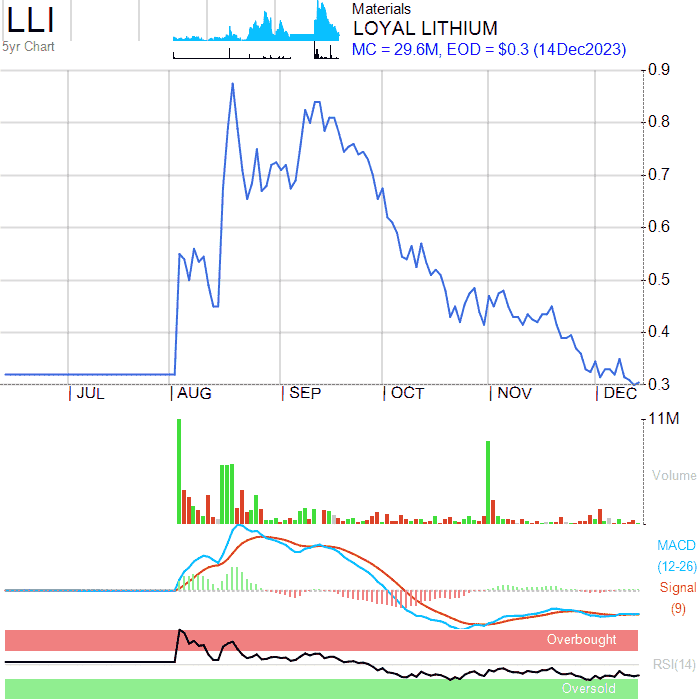 LLI
5yr Chart
Materials
LOYAL LITHIUM
MC = 29.6M, EOD = $0.3 (14Dec2023)
0.9
0.8
0.7
0.6
0.5
0.4
0.3
JUL AUG SEP OCT NOV DEC
11M
Volume
MACD
(12-26)
Signal
(9)
Overbought
RSI(14)
Oversold